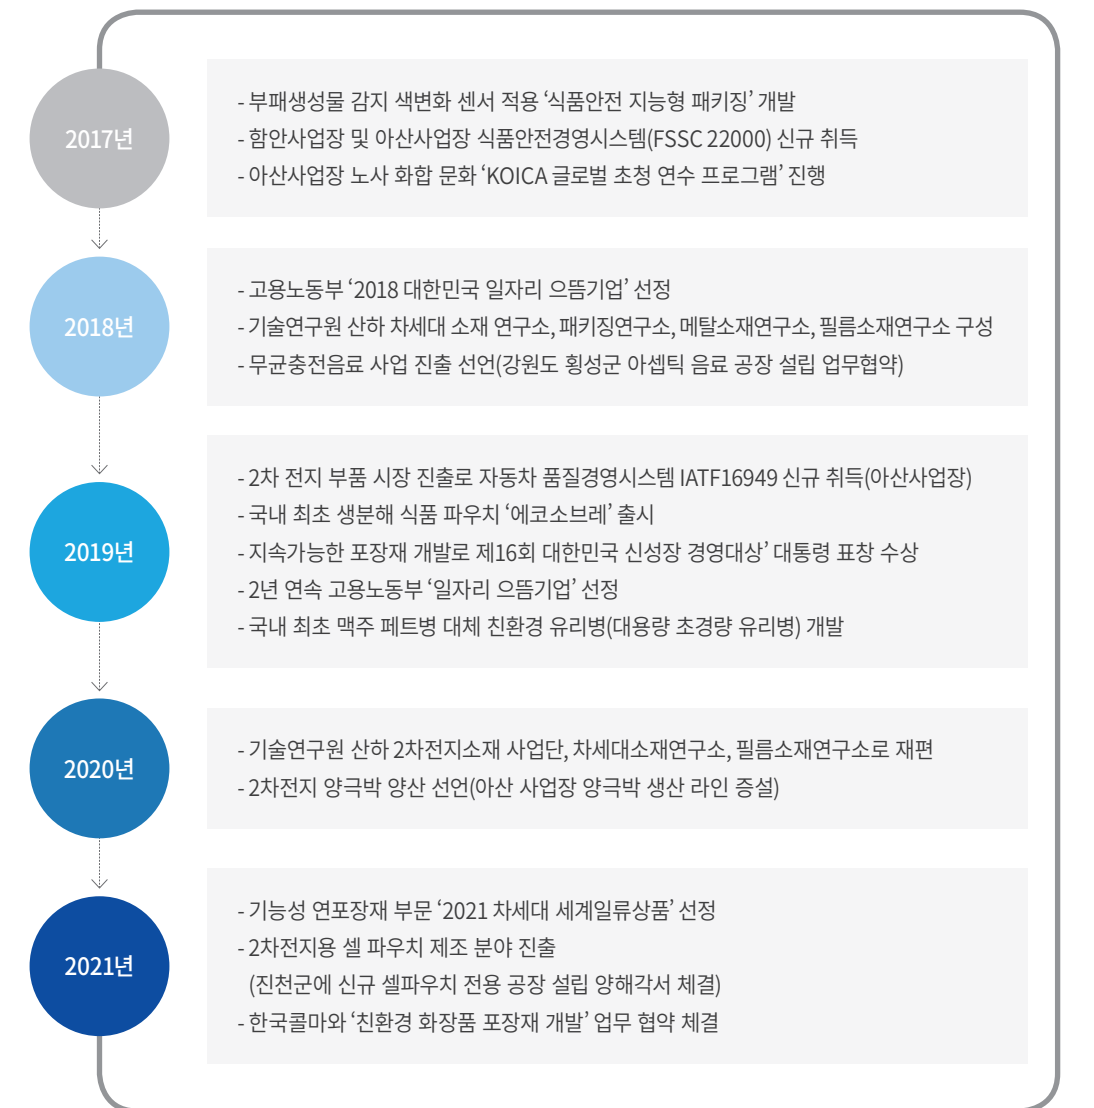 2017년
- 부패생성물 감지 색변화 센서 적용 ‘식품안전 지능형 패키징’ 개발
- 함안사업장 및 아산사업장 식품안전경영시스템(FSSC 22000) 신규 취득
- 아산사업장 노사 화합 문화 ‘KOICA 글로벌 초청 연수 프로그램’ 진행
2018년
- 고용노동부 ‘2018 대한민국 일자리 으뜸기업’ 선정
- 기술연구원 산하 차세대 소재 연구소, 패키징연구소, 메탈소재연구소, 필름소재연구소 구성
- 무균충전음료 사업 진출 선언(강원도 횡성군 아셉틱 음료 공장 설립 업무협약)
2019년
- 2차 전지 부품 시장 진출로 자동차 품질경영시스템 IATF16949 신규 취득(아산사업장)
- 국내 최초 생분해 식품 파우치 ‘에코소브레’ 출시
- 지속가능한 포장재 개발로 제16회 대한민국 신성장 경영대상’ 대통령 표창 수상
- 2년 연속 고용노동부 ‘일자리 으뜸기업’ 선정
- 국내 최초 맥주 페트병 대체 친환경 유리병(대용량 초경량 유리병) 개발
2020년
- 기술연구원 산하 2차전지소재 사업단, 차세대소재연구소, 필름소재연구소로 재편
- 2차전지 양극박 양산 선언(아산 사업장 양극박 생산 라인 증설)
2021년
- 기능성 연포장재 부문 ‘2021 차세대 세계일류상품’ 선정
- 2차전지용 셀 파우치 제조 분야 진출
(진천군에 신규 셀파우치 전용 공장 설립 양해각서 체결)
- 한국콜마와 ‘친환경 화장품 포장재 개발’ 업무 협약 체결